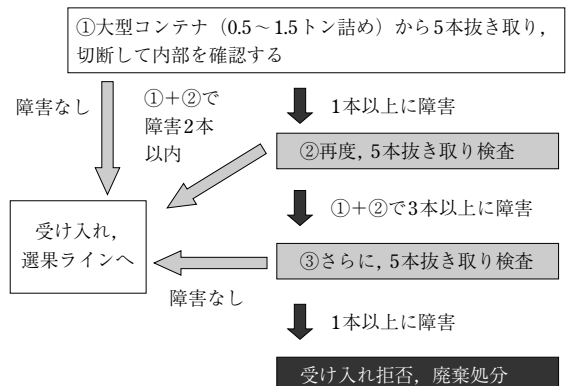 ①大型コンテナ（0.5～1.5トン詰め）から5本抜き取り，
切断して内部を確認する
障害なし
①＋②で
障害2本
以内
1本以上に障害
②再度，5本抜き取り検査
①＋②で3本以上に障害
受け入れ，
選果ラインへ
③さらに，5本抜き取り検査
障害なし
1本以上に障害
受け入れ拒否，廃棄処分